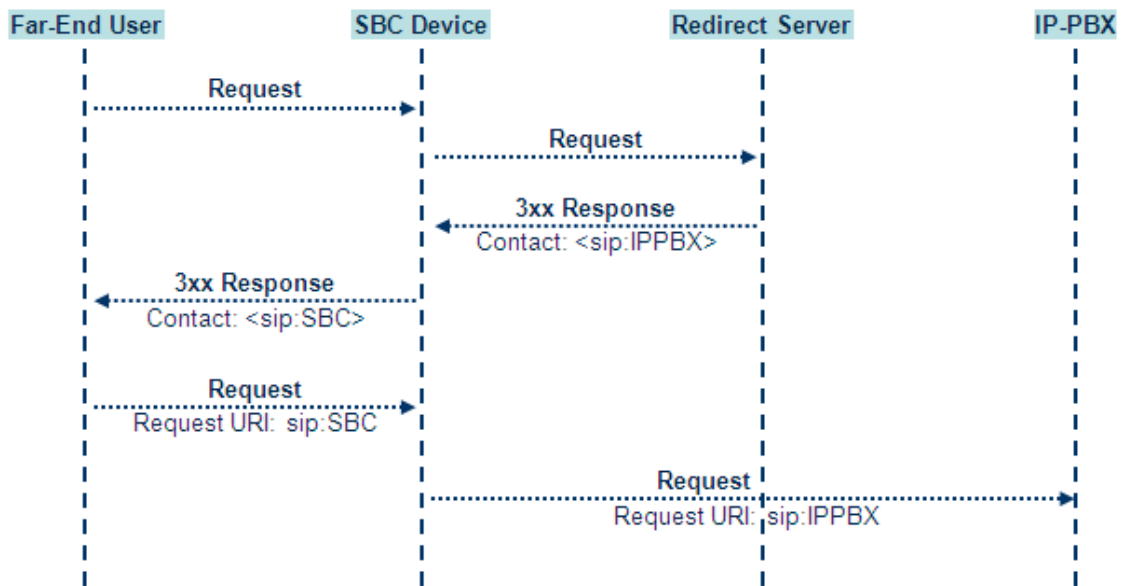 Far-End User SBC Device Redirect Server IP-PBX
Request
Request
3xx Response
Contact: <sip:IPPBX>
3xx Response
Contact: <sip:SBC>
Request
Request URI: sip:SBC
Request
Request URI: sip:IPPBX